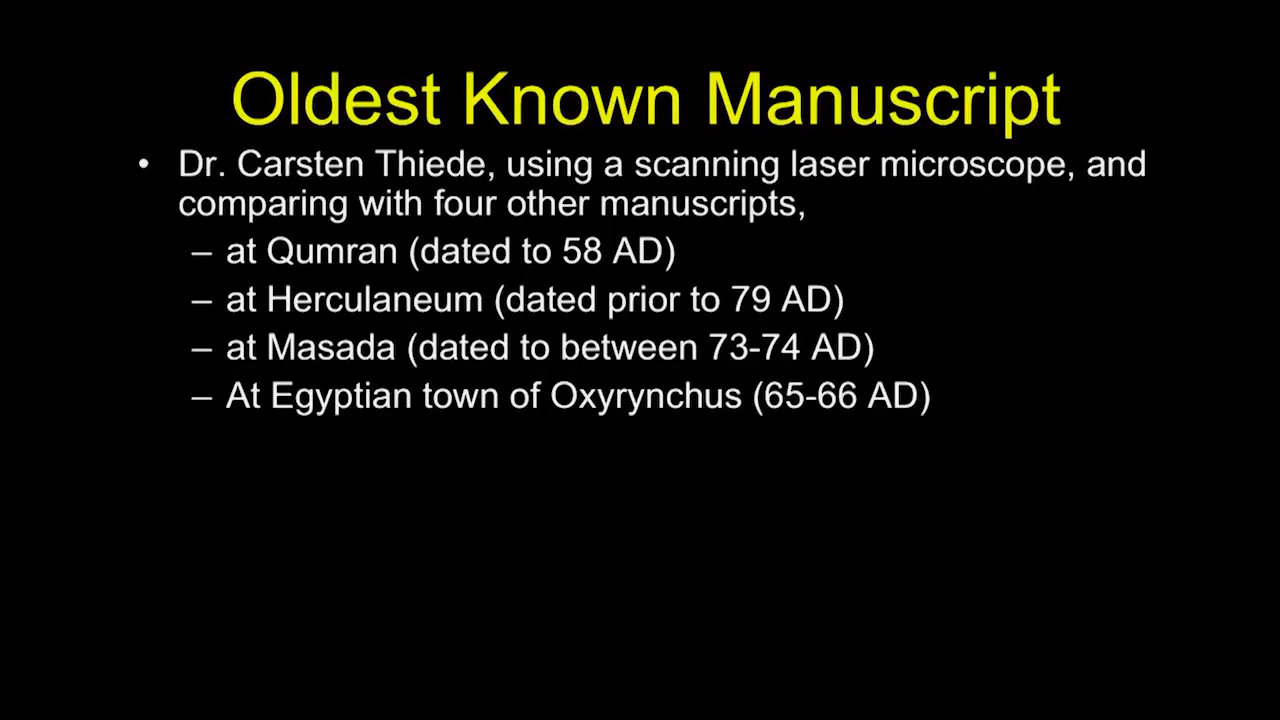 Oldest Known Manuscript
• Dr. Carsten Thiede, using a scanning laser microscope, and
comparing with four other manuscripts,
– at Qumran (dated to 58 AD)
– at Herculaneum (dated prior to 79 AD)
– at Masada (dated to between 73-74 AD)
– At Egyptian town of Oxyrynchus (65-66 AD)